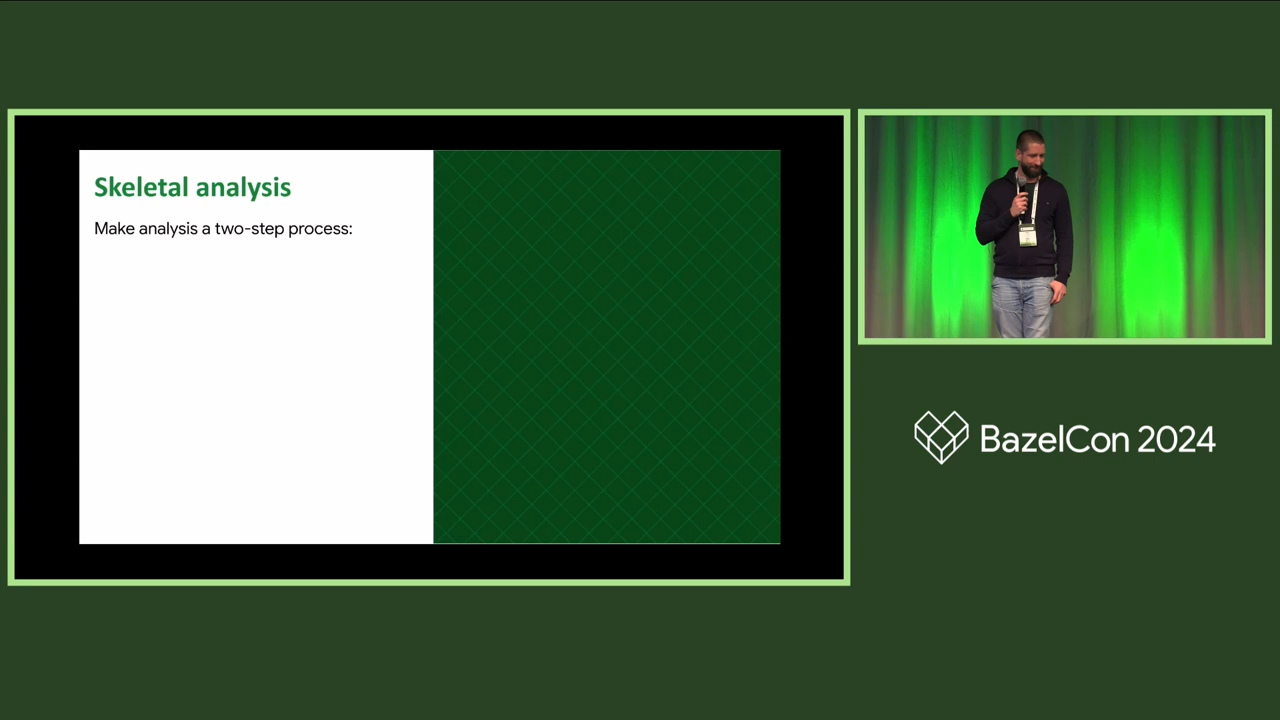 Skeletal analysis
Make analysis a two-step process:
BazelCon 2024